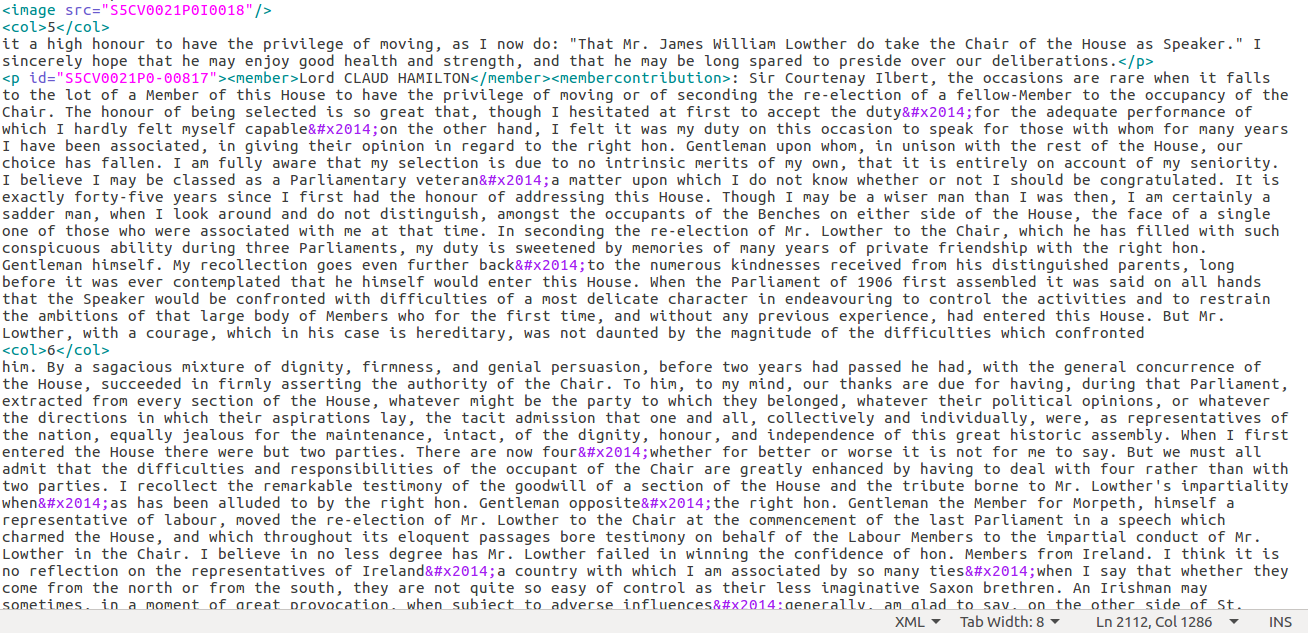 <image src="S5CV0021P0I0018"/>
<col>5</col>
it a high honour to have the privilege of moving, as I now do: "That Mr. James William Lowther do take the Chair of the House as Speaker." I
sincerely hope that he may enjoy good health and strength, and that he may be long spared to preside over our deliberations.</p>
<p id="S5CV0021P0-00817"><member>Lord CLAUD HAMILTON</member><membercontribution>: Sir Courtenay Ilbert, the occasions are rare when it falls
to the lot of a Member of this House to have the privilege of moving or of seconding the re-election of a fellow-Member to the occupancy of the
Chair. The honour of being selected is so great that, though I hesitated at first to accept the duty&#x2014;for the adequate performance of
which I hardly felt myself capable&#x2014;on the other hand, I felt it was my duty on this occasion to speak for those with whom for many years
I have been associated, in giving their opinion in regard to the right hon. Gentleman upon whom, in unison with the rest of the House, our
choice has fallen. I am fully aware that my selection is due to no intrinsic merits of my own, that it is entirely on account of my seniority.
I believe I may be classed as a Parliamentary veteran&#x2014;a matter upon which I do not know whether or not I should be congratulated. It is
exactly forty-five years since I first had the honour of addressing this House. Though I may be a wiser man than I was then, I am certainly a
sadder man, when I look around and do not distinguish, amongst the occupants of the Benches on either side of the House, the face of a single
one of those who were associated with me at that time. In seconding the re-election of Mr. Lowther to the Chair, which he has filled with such
conspicuous ability during three Parliaments, my duty is sweetened by memories of many years of private friendship with the right hon.
Gentleman himself. My recollection goes even further back&#x2014;to the numerous kindnesses received from his distinguished parents, long
before it was ever contemplated that he himself would enter this House. When the Parliament of 1906 first assembled it was said on all hands
that the Speaker would be confronted with difficulties of a most delicate character in endeavouring to control the activities and to restrain
the ambitions of that large body of Members who for the first time, and without any previous experience, had entered this House. But Mr.
Lowther, with a courage, which in his case is hereditary, was not daunted by the magnitude of the difficulties which confronted
<col>6</col>
him. By a sagacious mixture of dignity, firmness, and genial persuasion, before two years had passed he had, with the general concurrence of
the House, succeeded in firmly asserting the authority of the Chair. To him, to my mind, our thanks are due for having, during that Parliament,
extracted from every section of the House, whatever might be the party to which they belonged, whatever their political opinions, or whatever
the directions in which their aspirations lay, the tacit admission that one and all, collectively and individually, were, as representatives of
the nation, equally jealous for the maintenance, intact, of the dignity, honour, and independence of this great historic assembly. When I first
entered the House there were but two parties. There are now four&#x2014;whether for better or worse it is not for me to say. But we must all
admit that the difficulties and responsibilities of the occupant of the Chair are greatly enhanced by having to deal with four rather than with
two parties. I recollect the remarkable testimony of the goodwill of a section of the House and the tribute borne to Mr. Lowther's impartiality
when&#x2014;as has been alluded to by the right hon. Gentleman opposite&#x2014;the right hon. Gentleman the Member for Morpeth, himself a
representative of labour, moved the re-election of Mr. Lowther to the Chair at the commencement of the last Parliament in a speech which
charmed the House, and which throughout its eloquent passages bore testimony on behalf of the Labour Members to the impartial conduct of Mr.
Lowther in the Chair. I believe in no less degree has Mr. Lowther failed in winning the confidence of hon. Members from Ireland. I think it is
no reflection on the representatives of Ireland&#x2014;a country with which I am associated by so many ties&#x2014;when I say that whether they
come from the north or from the south, they are not quite so easy of control as their less imaginative Saxon brethren. An Irishman may
sometimes, in a moment of great provocation, when subject to adverse influences&#x2014;generally, am glad to say, on the other side of St.
XML Tab Width: 8 Ln 2112, Col 1286 INS